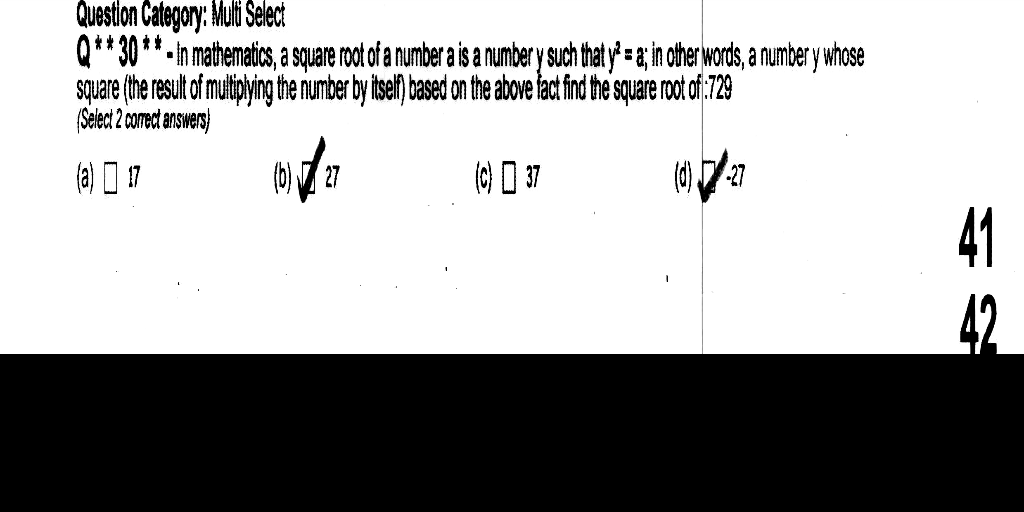 Question Category: Multi Select
Q * * 30 * * - In mathematics, a square root of a number a is a number y such that y² = a; in other words, a number y whose
square (the result of multiplying the number by itself) based on the above fact find the square root of :729
(Select 2 correct answers)
(a) 17 (b) 27 (c) 37 (d) -27
41
42